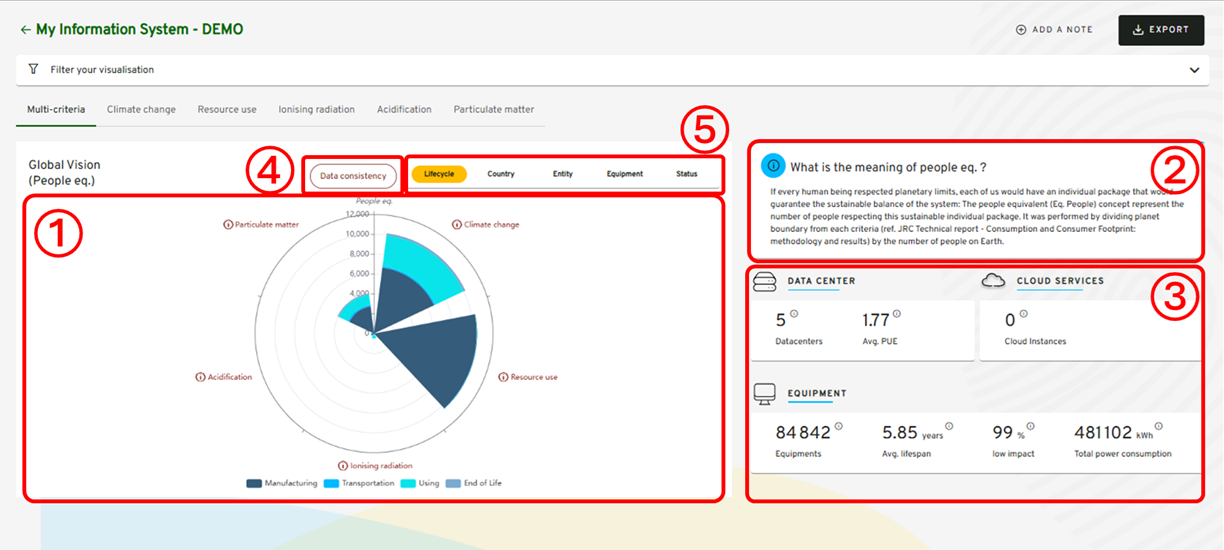 ← My Information System - DEMO
ADD A NOTE
EXPORT
Filter your visualisation
Multi-criteria
Climate change
Resource use
Ionising radiation
Acidification
Particulate matter
Global Vision
(People eq.)
④
Data consistency
⑤
Lifecycle
Country
Entity
Equipment
Status
①
People eq.
12,000
10,000
8,000
6,000
4,000
0
Particulate matter
Climate change
Acidification
Resource use
Ionising radiation
Manufacturing
Transportation
Using
End of Life
②
What is the meaning of people eq. ?
If every human being respected planetary limits, each of us would have an individual package that would
guarantee the sustainable balance of the system: The people equivalent (Eq. People) concept represent the
number of people respecting this sustainable individual package. It was performed by dividing planet
boundary from each criteria (ref. JRC Technical report - Consumption and Consumer Footprint:
methodology and results) by the number of people on Earth.
③
DATA CENTER
5
Datacenters
1.77
Avg. PUE
CLOUD SERVICES
0
Cloud Instances
EQUIPMENT
84 842
Equipments
5.85 years
Avg. lifespan
99 %
low impact
481 102 kWh
Total power consumption